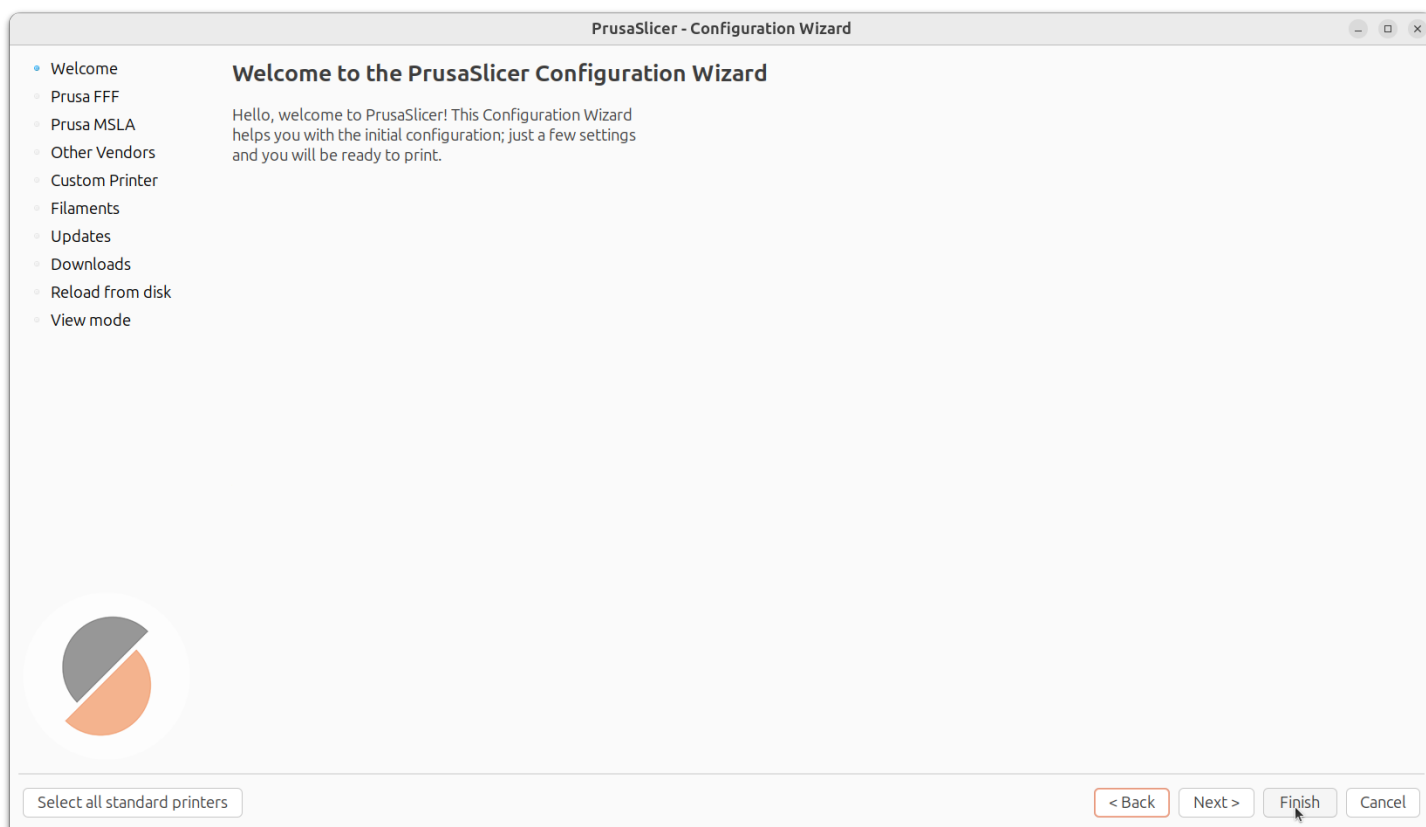 PrusaSlicer - Configuration Wizard
Welcome
Prusa FFF
Prusa MSLA
Other Vendors
Custom Printer
Filaments
Updates
Downloads
Reload from disk
View mode
Welcome to the PrusaSlicer Configuration Wizard
Hello, welcome to PrusaSlicer! This Configuration Wizard
helps you with the initial configuration; just a few settings
and you will be ready to print.
Select all standard printers
< Back
Next >
Finish
Cancel